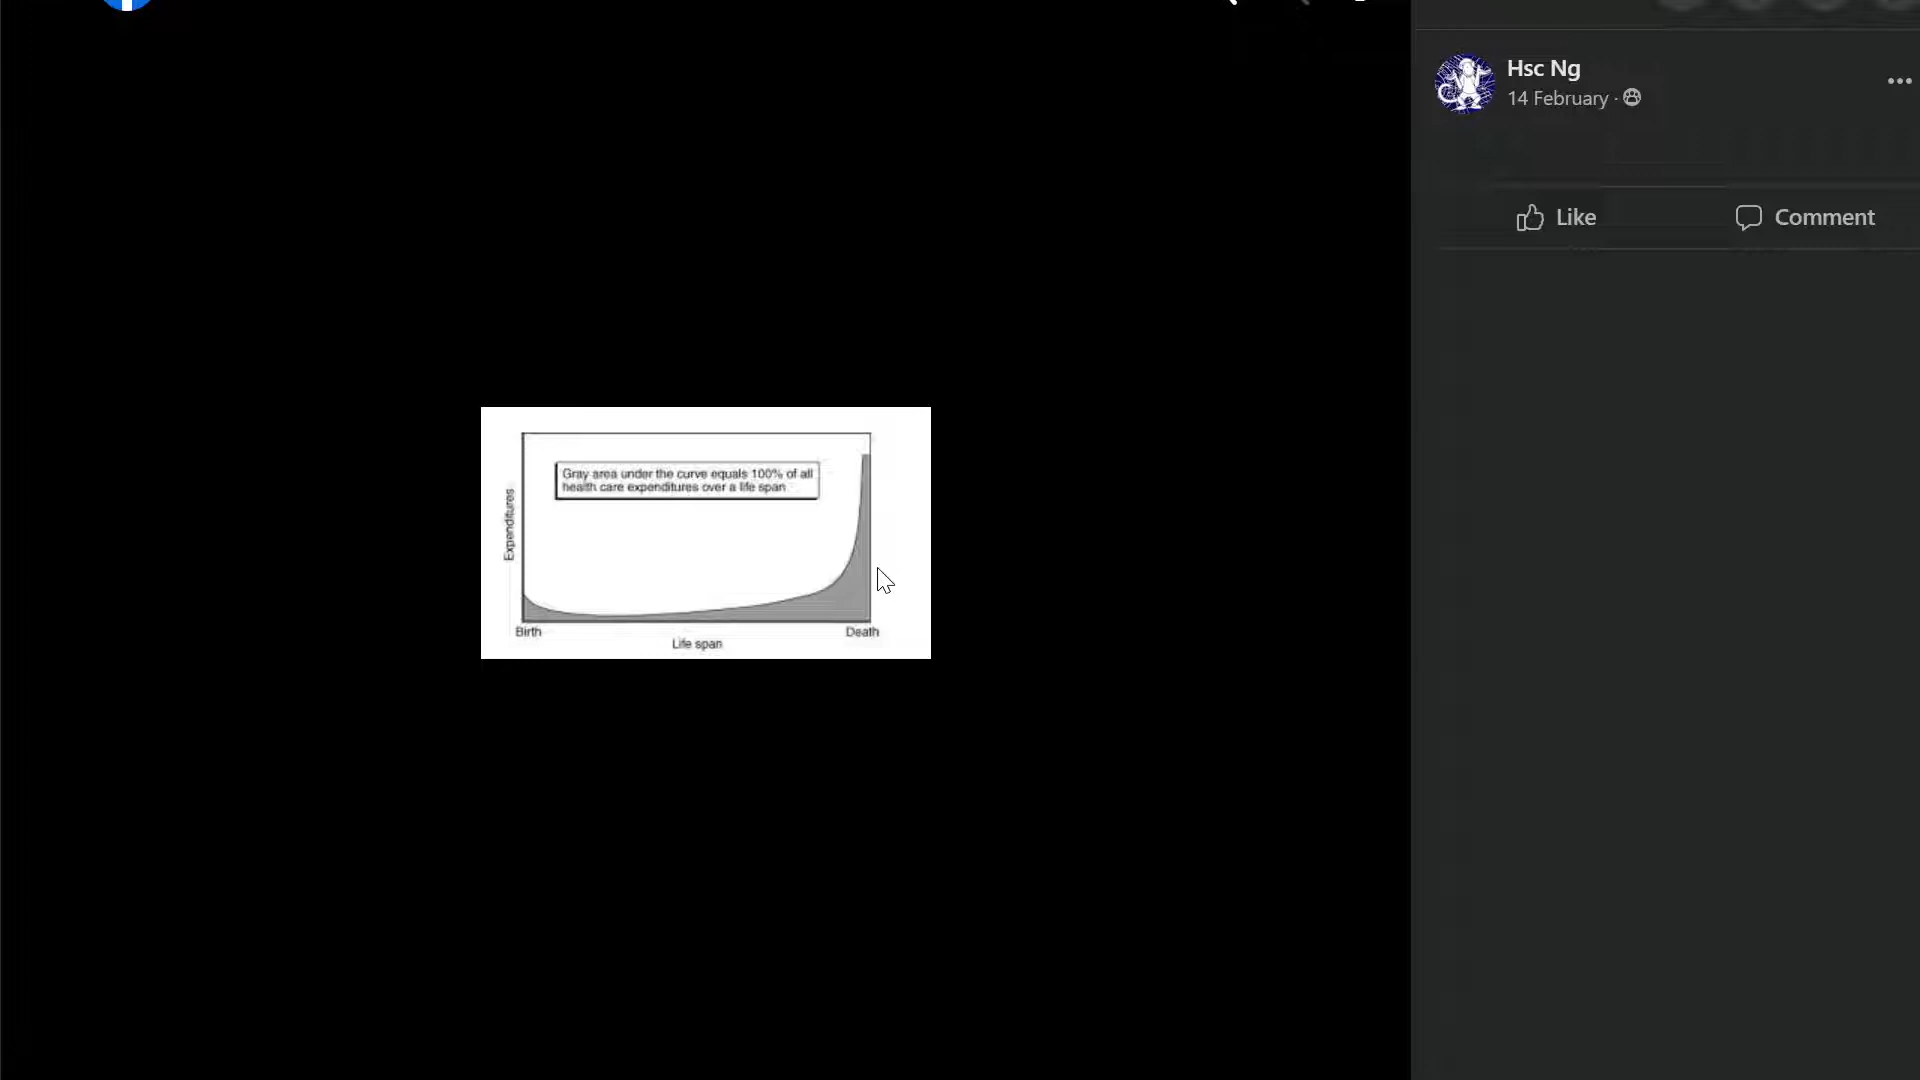 Hsc Ng
14 February ·
Like
Comment
Gray area under the curve equals 100% of all
health care expenditures over a life span
Expenditures
Birth
Death
Life span